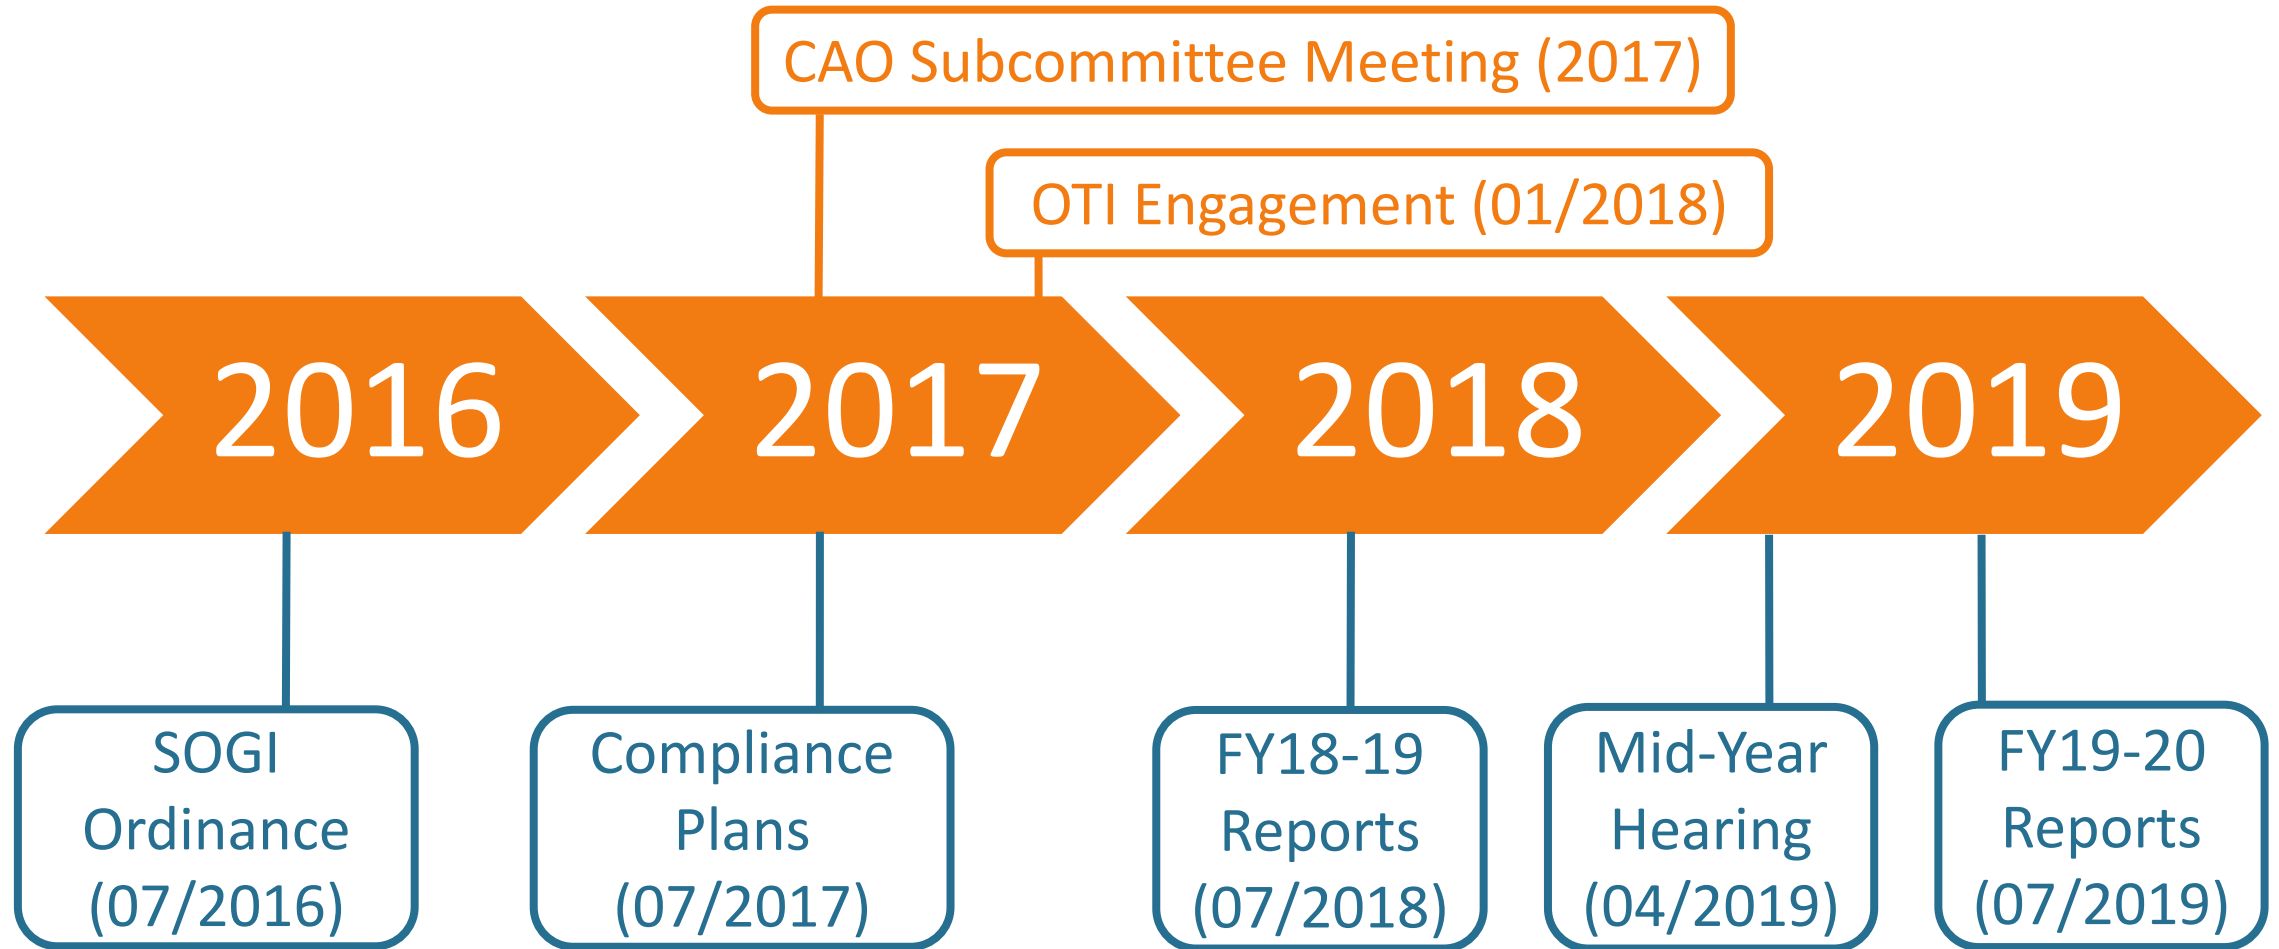 CAO Subcommittee Meeting (2017)
OTI Engagement (01/2018)
2016
2017
2018
2019
SOGI
Ordinance
(07/2016)
Compliance
Plans
(07/2017)
FY18-19
Reports
(07/2018)
Mid-Year
Hearing
(04/2019)
FY19-20
Reports
(07/2019)